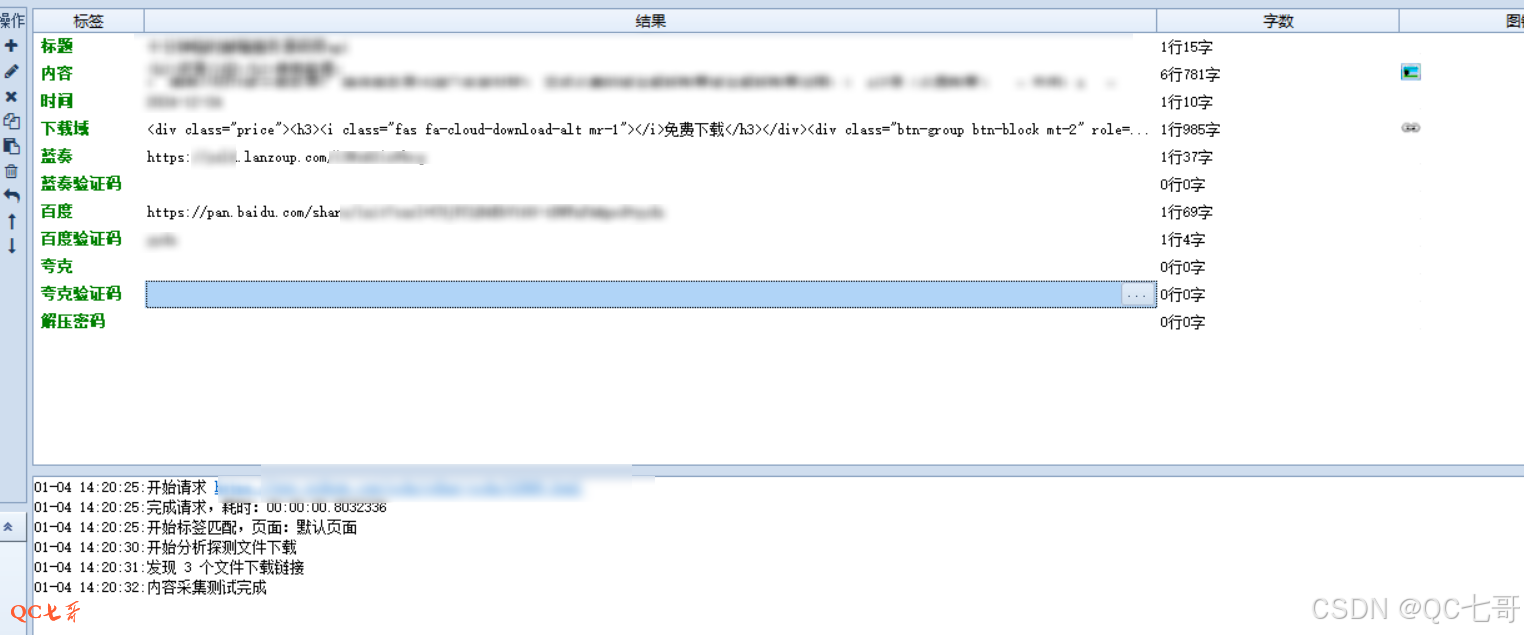 操作 标签 结果 字数
标题 1行15字
内容 6行781字
时间 1行10字
下载域 <div class="price"><h3><i class="fas fa-cloud-download-alt mr-1"></i>免费下载</h3></div><div class="btn-group btn-block mt-2" role=... 1行985字
蓝奏 https: .lanzoup.com/ 1行37字
蓝奏验证码 0行0字
百度 https://pan.baidu.com/shar 1行69字
百度验证码 1行4字
夸克 0行0字
夸克验证码 ... 0行0字
解压密码 0行0字
01-04 14:20:25:开始请求
01-04 14:20:25:完成请求，耗时：00:00:00.8032336
01-04 14:20:25:开始标签匹配，页面：默认页面
01-04 14:20:30:开始分析探测文件下载
01-04 14:20:31:发现 3 个文件下载链接
01-04 14:20:32:内容采集测试完成
QC七哥
CSDN @QC七哥